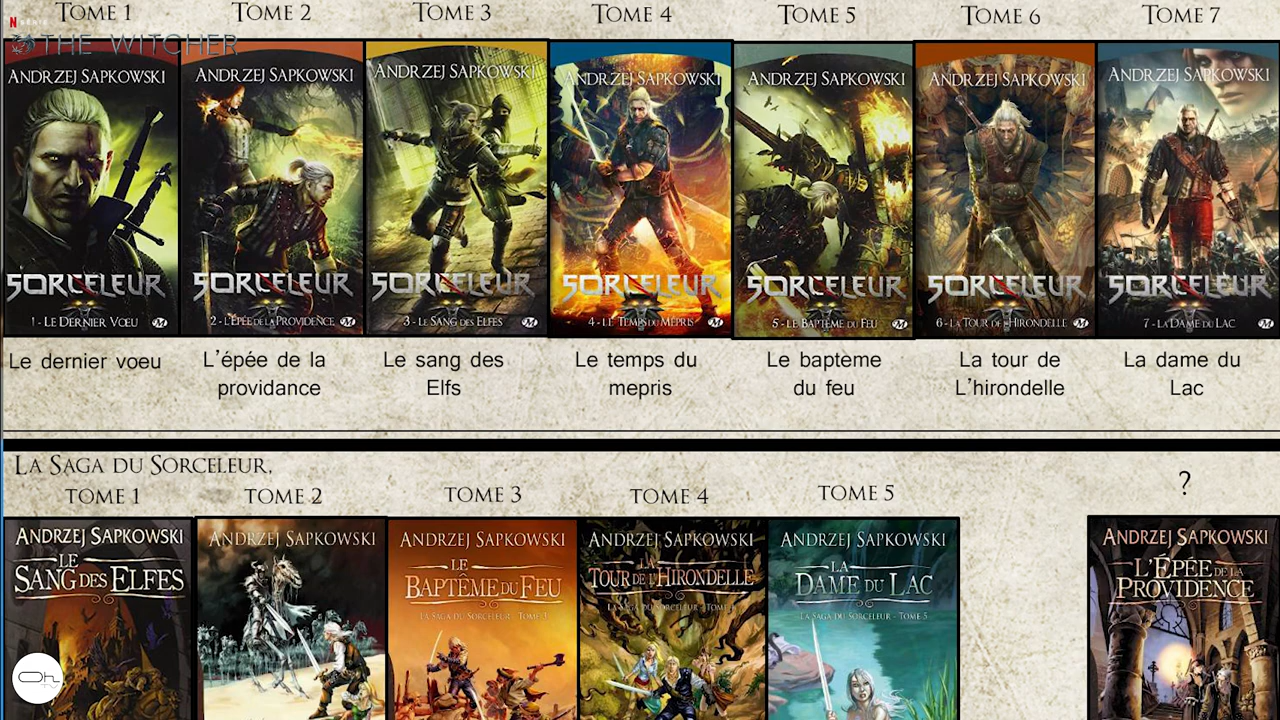 TOME 1 TOME 2 TOME 3 TOME 4 TOME 5 TOME 6 TOME 7
N SÉRIE
THE WITCHER
ANDRZEJ SAPKOWSKI ANDRZEJ SAPKOWSKI ANDRZEJ SAPKOWSKI ANDRZEJ SAPKOWSKI ANDRZEJ SAPKOWSKI ANDRZEJ SAPKOWSKI ANDRZEJ SAPKOWSKI
SORCELEUR SORCELEUR SORCELEUR SORCELEUR SORCELEUR SORCELEUR SORCELEUR
1 - LE DERNIER VŒU 2 - L'ÉPÉE DE LA PROVIDENCE 3 - LE SANG DES ELFES 4 - LE TEMPS DU MÉPRIS 5 - LE BAPTÊME DU FEU 6 - LA TOUR DE L'HIRONDELLE 7 - LA DAME DU LAC
Le dernier voeu L'épée de la Le sang des Le temps du Le bapteme La tour de La dame du
providance Elfs mepris du feu L'hirondelle Lac
LA SAGA DU SORCELEUR,
TOME 1 TOME 2 TOME 3 TOME 4 TOME 5 ?
ANDRZEJ SAPKOWSKI ANDRZEJ SAPKOWSKI ANDRZEJ SAPKOWSKI ANDRZEJ SAPKOWSKI ANDRZEJ SAPKOWSKI ANDRZEJ SAPKOWSKI
LE LE LA LA L'ÉPÉE DE LA
SANG DES ELFES BAPTÊME DU FEU TOUR DE L'HIRONDELLE DAME DU LAC PROVIDENCE
LA SAGA DU SORCELEUR - TOME 3 LA SAGA DU SORCELEUR - TOME 4 LA SAGA DU SORCELEUR - TOME 5
Oh
TV